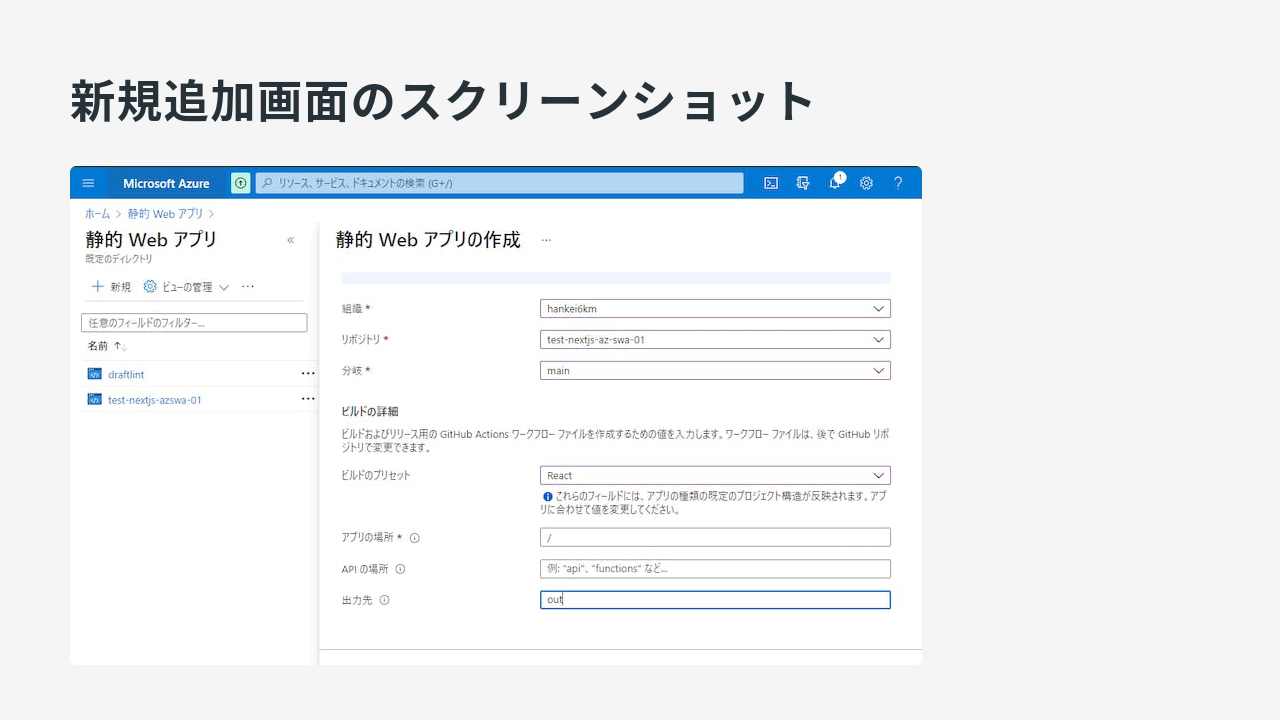 新規追加画面のスクリーンショット
Microsoft Azure
リソース、サービス、ドキュメントの検索 (G+/)
1
ホーム > 静的 Web アプリ >
静的 Web アプリ
既定のディレクトリ
+ 新規 ビューの管理 ...
任意のフィールドのフィルター...
名前 ↑↓
draftlint ...
test-nextjs-azswa-01 ...
静的 Web アプリの作成 ...
組織 * hankei6km
リポジトリ * test-nextjs-az-swa-01
分岐 * main
ビルドの詳細
ビルドおよびリリース用の GitHub Actions ワークフロー ファイルを作成するための値を入力します。ワークフロー ファイルは、後で GitHub リポ
ジトリで変更できます。
ビルドのプリセット React
これらのフィールドには、アプリの種類の既定のプロジェクト構造が反映されます。アプ
リに合わせて値を変更してください。
アプリの場所 * /
API の場所 例: "api"、"functions" など...
出力先 out